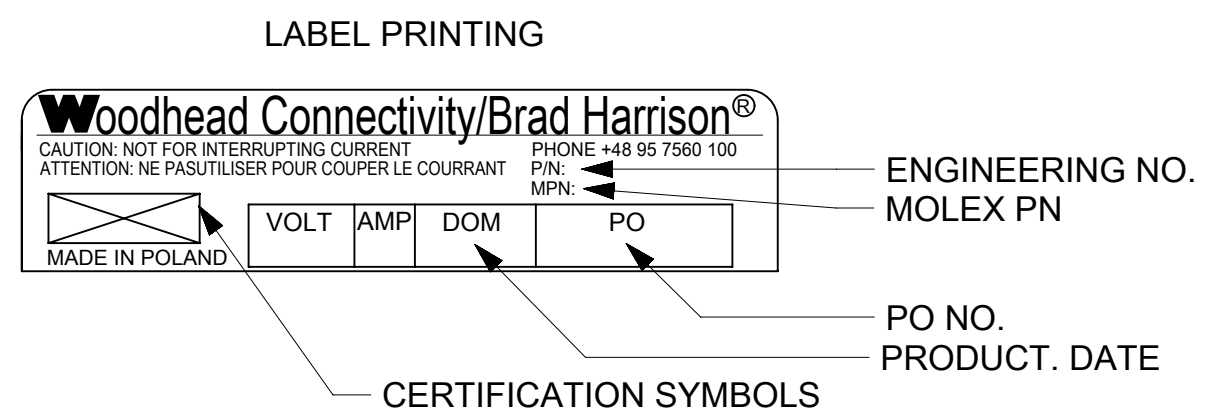 LABEL PRINTING
Woodhead Connectivity/Brad Harrison®
CAUTION: NOT FOR INTERRUPTING CURRENT
ATTENTION: NE PASUTILISER POUR COUPER LE COURRANT
PHONE +48 95 7560 100
P/N:
MPN:
ENGINEERING NO.
MOLEX PN
VOLT AMP DOM PO
MADE IN POLAND
PO NO.
PRODUCT. DATE
CERTIFICATION SYMBOLS